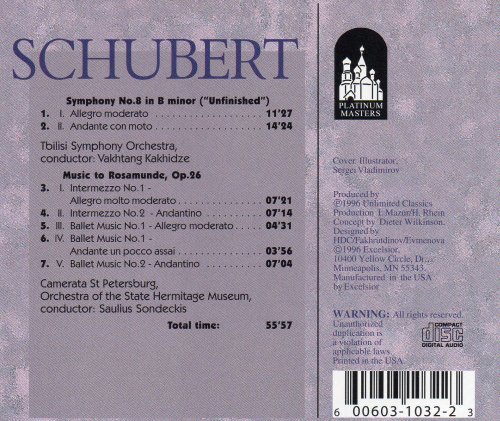 SCHUBERT
Symphony No.8 in B minor ("Unfinished")
1. I. Allegro moderato 11'27
2. II. Andante con moto 14'24
Tbilisi Symphony Orchestra,
conductor: Vakhtang Kakhidze
Music to Rosamunde, Op.26
3. I. Intermezzo No.1 -
Allegro molto moderato 07'21
4. II. Intermezzo No.2 - Andantino 07'14
5. III. Ballet Music No.1 - Allegro moderato 04'31
6. IV. Ballet Music No.1 -
Andante un pocco assai 03'56
7. V. Ballet Music No.2 - Andantino 07'04
Camerata St Petersburg,
Orchestra of the State Hermitage Museum,
conductor: Saulius Sondeckis
Total time: 55'57
PLATINUM
MASTERS
Cover Illustrator,
Sergei Vladimirov
Produced by
℗1996 Unlimited Classics
Production I. Mazur/H. Rhein
Concept by Dieter Wilkinson.
Designed by
HDC/Fakhrutdinov/Evmenova
©1996 Excelsior,
10400 Yellow Circle, Dr.,
Minneapolis, MN 55343.
Manufactured in the USA
by Excelsior
WARNING: All rights reserved.
Unauthorized
duplication is
a violation of
applicable laws.
Printed in the USA.
COMPACT
disc
DIGITAL AUDIO
6 00603-1032-2 3